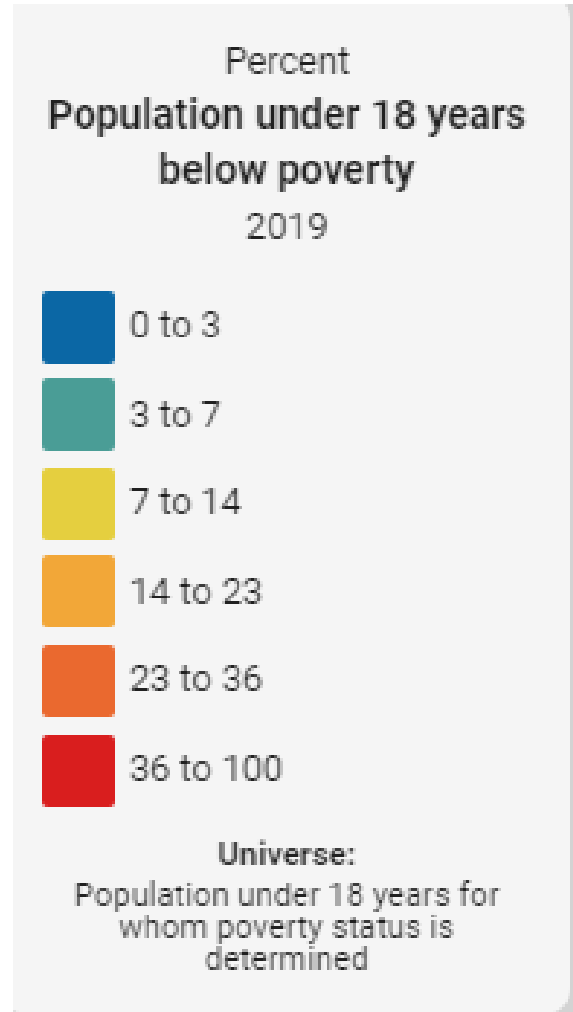 Percent
Population under 18 years
below poverty
2019
0 to 3
3 to 7
7 to 14
14 to 23
23 to 36
36 to 100
Universe:
Population under 18 years for
whom poverty status is
determined